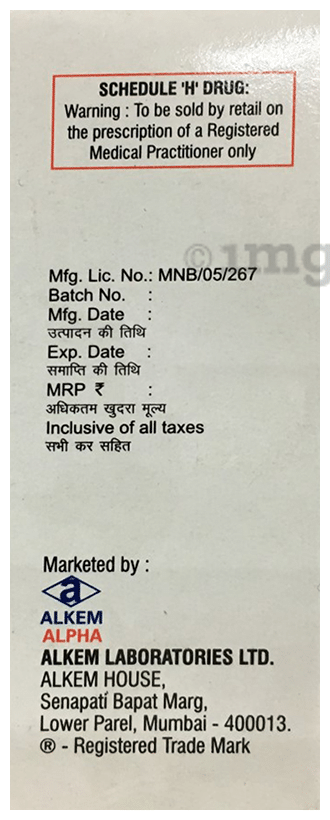 SCHEDULE 'H' DRUG:
Warning : To be sold by retail on
the prescription of a Registered
Medical Practitioner only
©1mg
Mfg. Lic. No.: MNB/05/267
Batch No. :
Mfg. Date :
उत्पादन की तिथि
Exp. Date :
समाप्ति की तिथि
MRP ₹ :
अधिकतम खुदरा मूल्य
Inclusive of all taxes
सभी कर सहित
Marketed by :
a
ALKEM
ALPHA
ALKEM LABORATORIES LTD.
ALKEM HOUSE,
Senapati Bapat Marg,
Lower Parel, Mumbai - 400013.
® - Registered Trade Mark